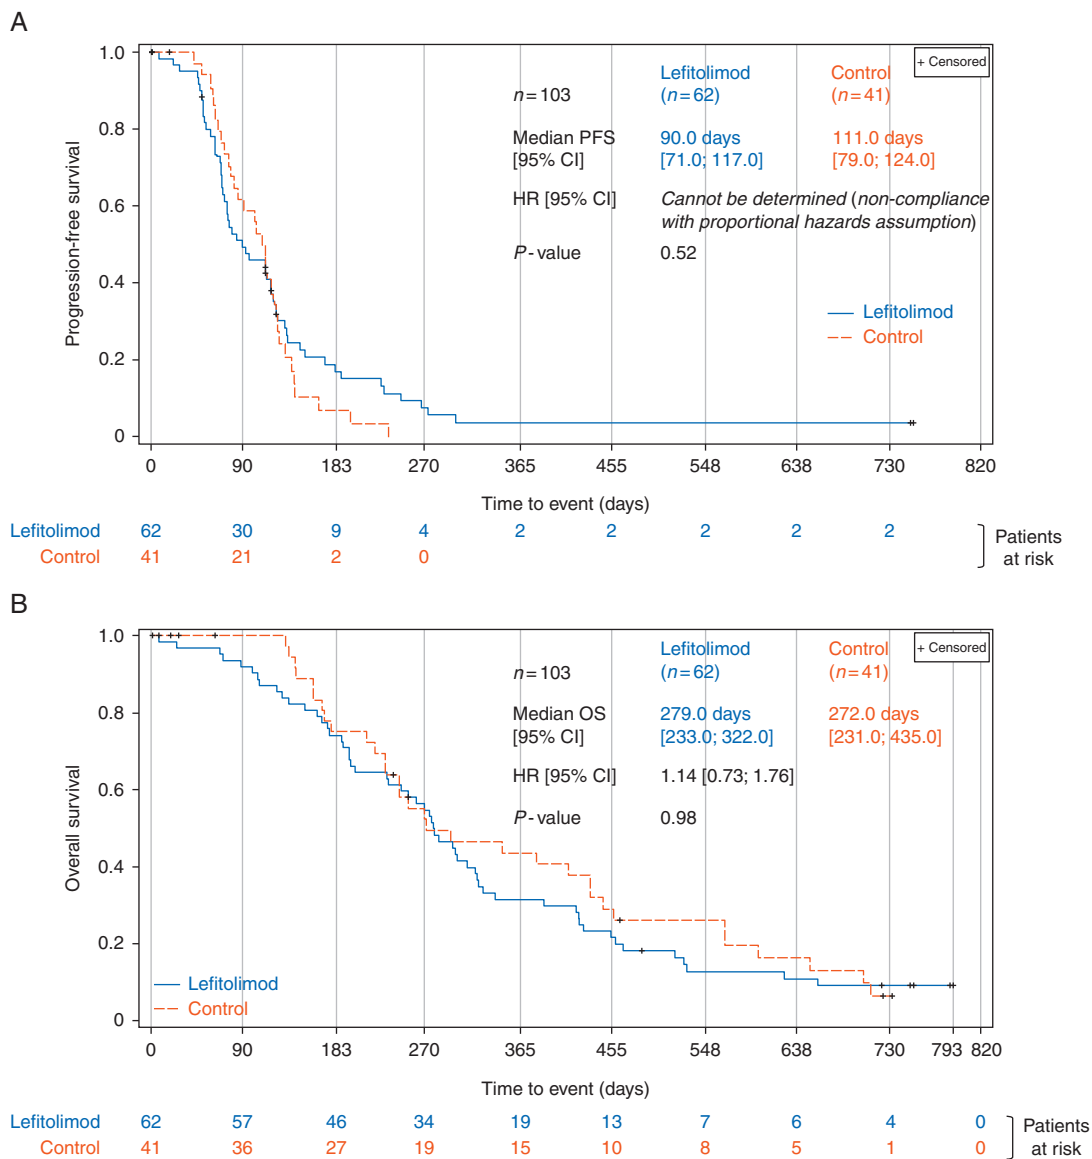 A
+ Censored
Lefitolimod Control
n=103 (n=62) (n=41)
Median PFS 90.0 days 111.0 days
[95% CI] [71.0; 117.0] [79.0; 124.0]
HR [95% CI] Cannot be determined (non-compliance
with proportional hazards assumption)
P-value 0.52
Lefitolimod
Control
Progression-free survival
1.0
0.8
0.6
0.4
0.2
0
0 90 183 270 365 455 548 638 730 820
Time to event (days)
Lefitolimod 62 30 9 4 2 2 2 2 2
Control 41 21 2 0
Patients
at risk
B
+ Censored
Lefitolimod Control
n=103 (n=62) (n=41)
Median OS 279.0 days 272.0 days
[95% CI] [233.0; 322.0] [231.0; 435.0]
HR [95% CI] 1.14 [0.73; 1.76]
P-value 0.98
Lefitolimod
Control
Overall survival
1.0
0.8
0.6
0.4
0.2
0
0 90 183 270 365 455 548 638 730 793 820
Time to event (days)
Lefitolimod 62 57 46 34 19 13 7 6 4 0
Control 41 36 27 19 15 10 8 5 1 0
Patients
at risk